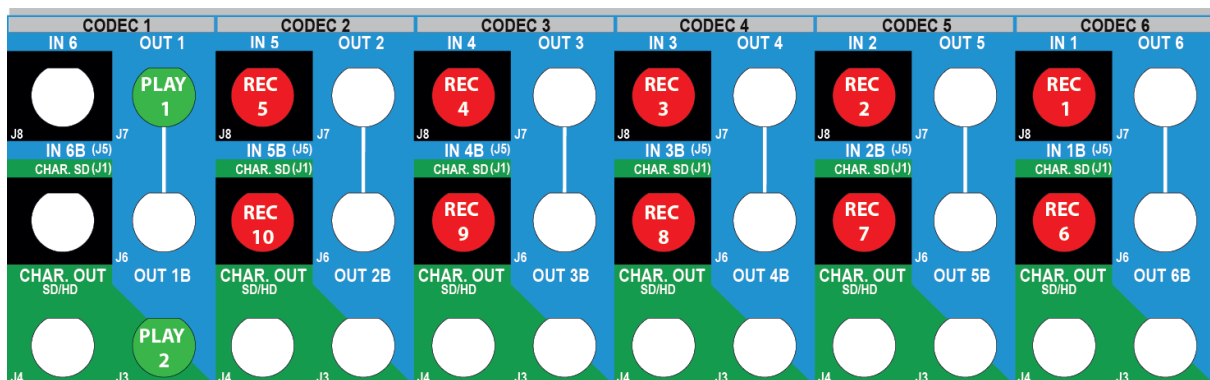 CODEC 1 CODEC 2 CODEC 3 CODEC 4 CODEC 5 CODEC 6
IN 6 OUT 1 IN 5 OUT 2 IN 4 OUT 3 IN 3 OUT 4 IN 2 OUT 5 IN 1 OUT 6
PLAY REC REC REC REC REC
1 5 4 3 2 1
J8 J7 J8 J7 J8 J7 J8 J7 J8 J7 J8 J7
IN 6B (J5) IN 5B (J5) IN 4B (J5) IN 3B (J5) IN 2B (J5) IN 1B (J5)
CHAR. SD (J1) CHAR. SD (J1) CHAR. SD (J1) CHAR. SD (J1) CHAR. SD (J1) CHAR. SD (J1)
REC REC REC REC REC
10 9 8 7 6
J6 J6 J6 J6 J6 J6
CHAR. OUT OUT 1B CHAR. OUT OUT 2B CHAR. OUT OUT 3B CHAR. OUT OUT 4B CHAR. OUT OUT 5B CHAR. OUT OUT 6B
SD/HD SD/HD SD/HD SD/HD SD/HD SD/HD
PLAY
2
J4 J3 J4 J3 J4 J3 J4 J3 J4 J3 J4 J3